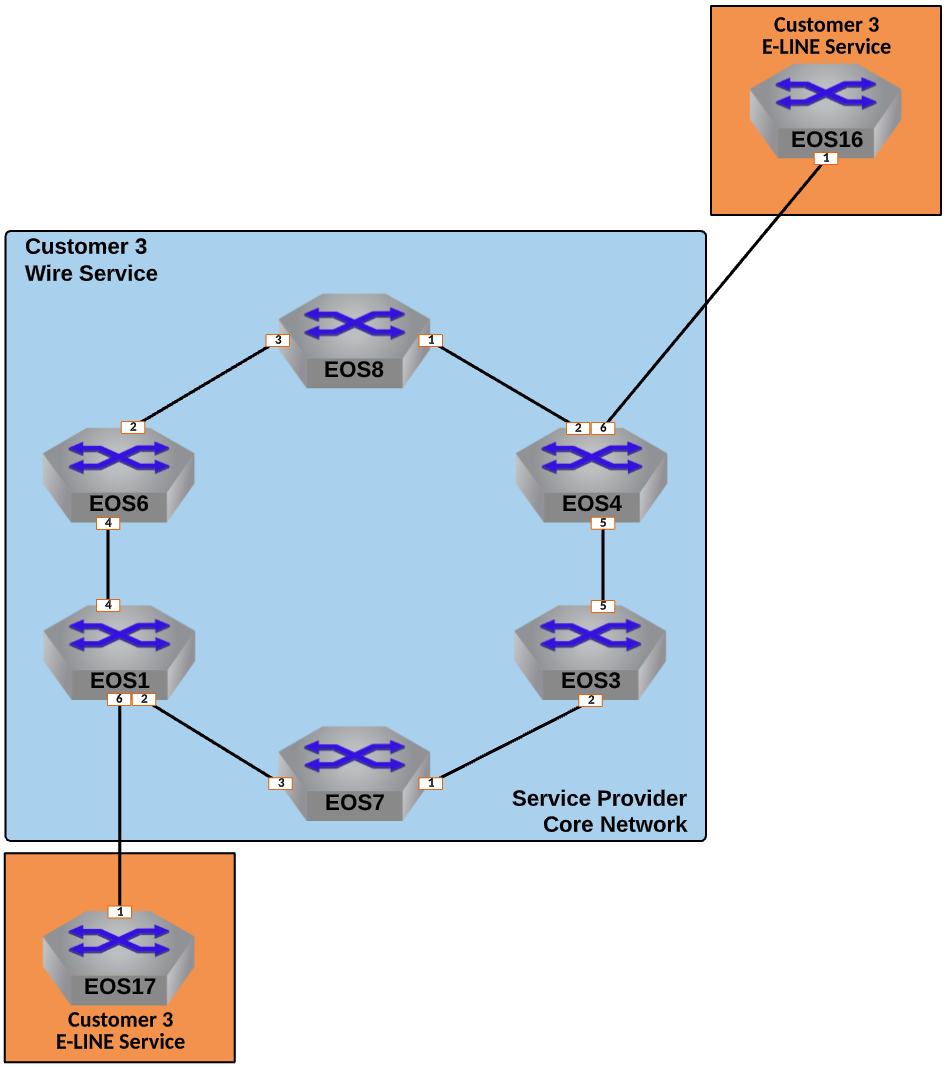 Customer 3
E-LINE Service
EOS16
1
Customer 3
Wire Service
3
1
EOS8
2
2
6
EOS6
EOS4
4
5
4
5
EOS1
EOS3
6
2
2
3
1
EOS7
Service Provider
Core Network
1
EOS17
Customer 3
E-LINE Service